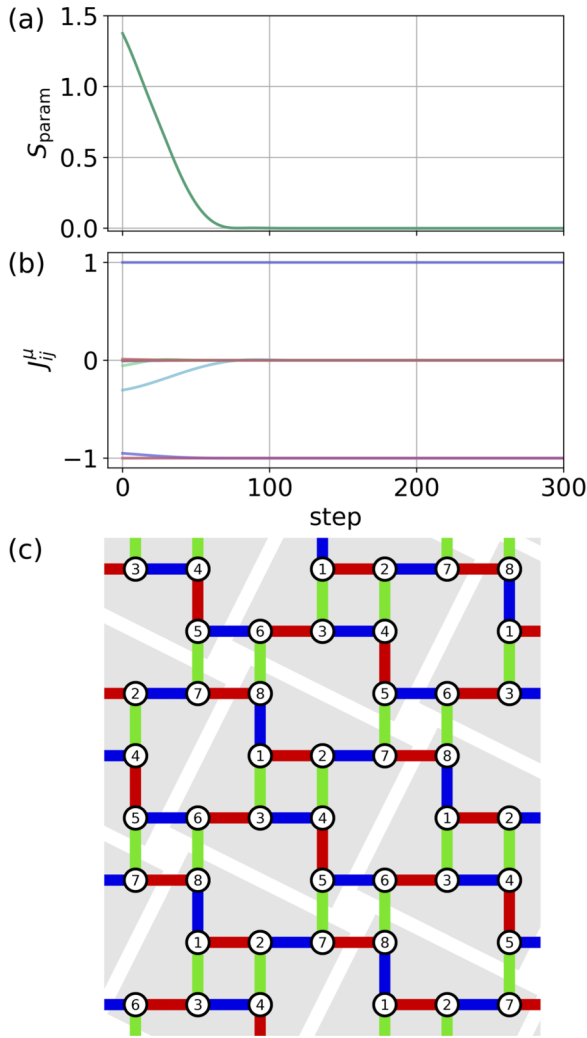 (a)
1.5
1.0
0.5
0.0
S_param
(b)
1
0
−1
J_{ij}^μ
0 100 200 300
step
(c)
3 4 1 2 7 8
5 6 3 4 1
2 7 8 5 6 3
4 1 2 7 8
5 6 3 4 1 2
7 8 5 6 3 4
1 2 7 8 5
6 3 4 1 2 7